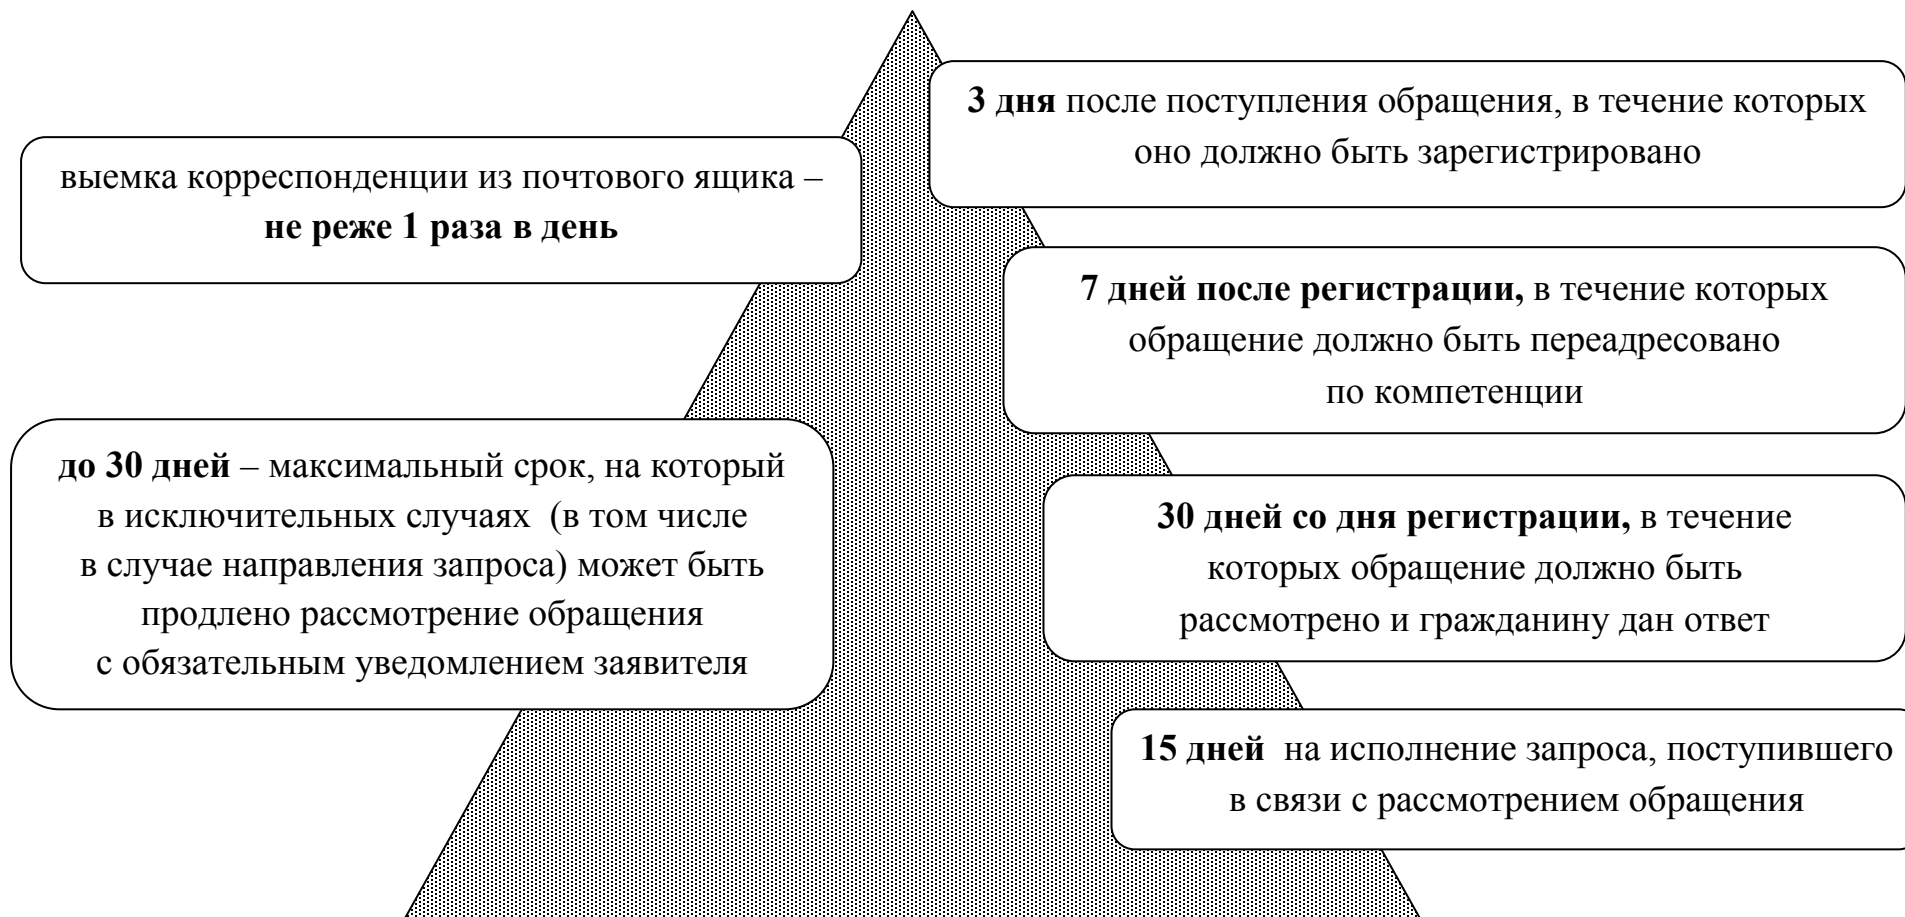 3 дня после поступления обращения, в течение которых
оно должно быть зарегистрировано
выемка корреспонденции из почтового ящика –
не реже 1 раза в день
7 дней после регистрации, в течение которых
обращение должно быть переадресовано
по компетенции
до 30 дней – максимальный срок, на который
в исключительных случаях (в том числе
в случае направления запроса) может быть
продлено рассмотрение обращения
с обязательным уведомлением заявителя
30 дней со дня регистрации, в течение
которых обращение должно быть
рассмотрено и гражданину дан ответ
15 дней на исполнение запроса, поступившего
в связи с рассмотрением обращения